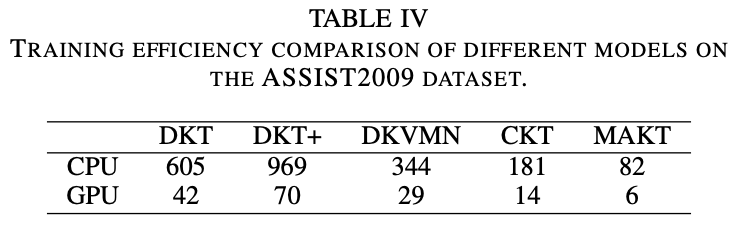 TABLE IV
TRAINING EFFICIENCY COMPARISON OF DIFFERENT MODELS ON
THE ASSIST2009 DATASET.
DKT DKT+ DKVMN CKT MAKT
CPU 605 969 344 181 82
GPU 42 70 29 14 6